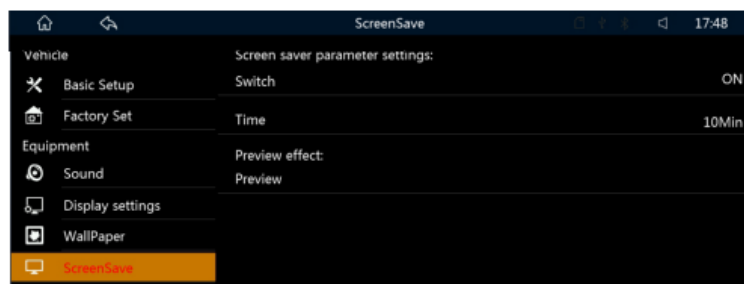 ScreenSave
17:48
Vehicle
Basic Setup
Factory Set
Equipment
Sound
Display settings
WallPaper
ScreenSave
Screen saver parameter settings:
Switch ON
Time 10Min
Preview effect:
Preview